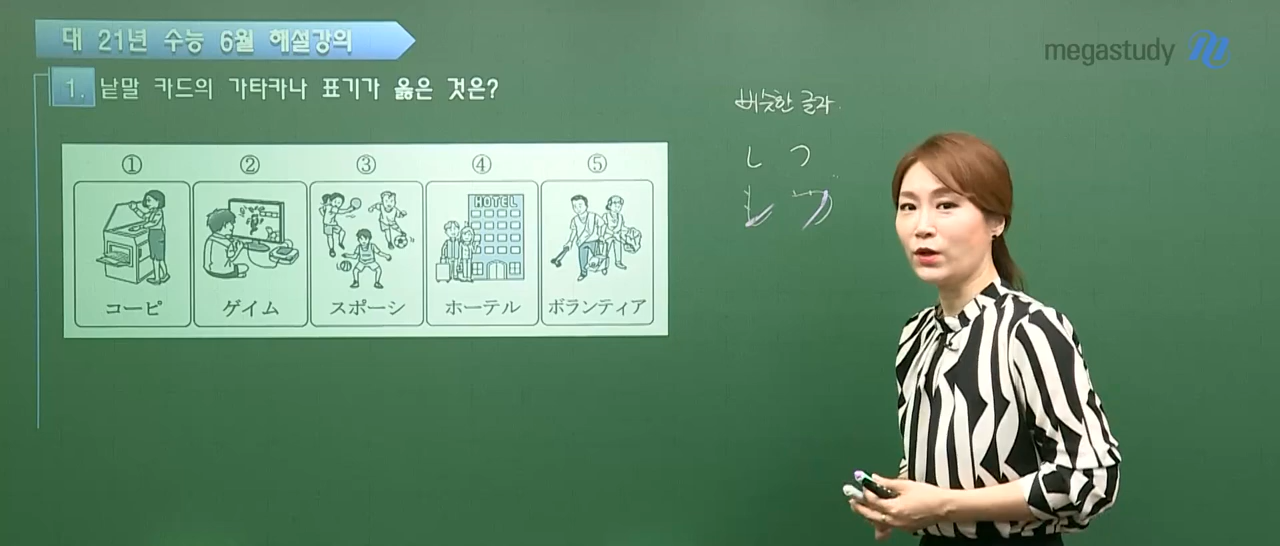 대 21년 수능 6월 해설강의
megastudy
1. 낱말 카드의 가타카나 표기가 옳은 것은?
비슷한 글자.
① ② ③ ④ ⑤
し つ
HOTEL
コーピ ゲイム スポーシ ホーテル ボランティア